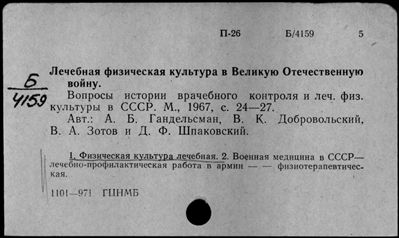 П-26 Б/4159 5
Б
4159
Лечебная физическая культура в Великую Отечественную
войну.
Вопросы истории врачебного контроля и леч. физ.
культуры в СССР. М., 1967, с. 24—27.
Авт.: А. Б. Гандельсман, В. К. Добровольский,
В. А. Зотов и Д. Ф. Шпаковский.
1. Физическая культура лечебная. 2. Военная медицина в СССР—
лечебно-профилактическая работа в армии — — физиотерапевтиче-
ская.
1101—971 ГЦНМБ